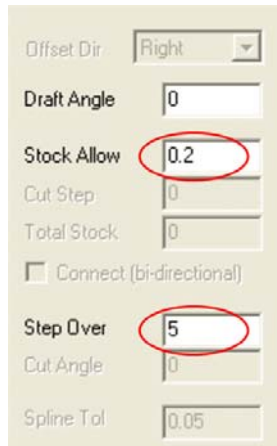 Offset Dir Right
Draft Angle 0
Stock Allow 0.2
Cut Step 0
Total Stock 0
Connect (bi-directional)
Step Over 5
Cut Angle 0
Spline Tol 0.05